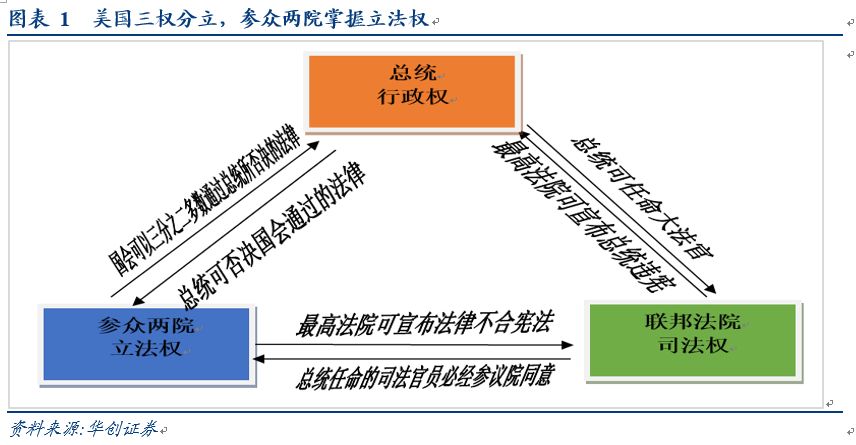 图表 1 美国三权分立，参众两院掌握立法权
总统
行政权
国会可以三分之二多数通过总统所否决的法律
总统可否决国会通过的法律
总统可任命大法官
最高法院可宣布总统违宪
参众两院
立法权
最高法院可宣布法律不合宪法
总统任命的司法官员必经参议院同意
联邦法院
司法权
资料来源:华创证券